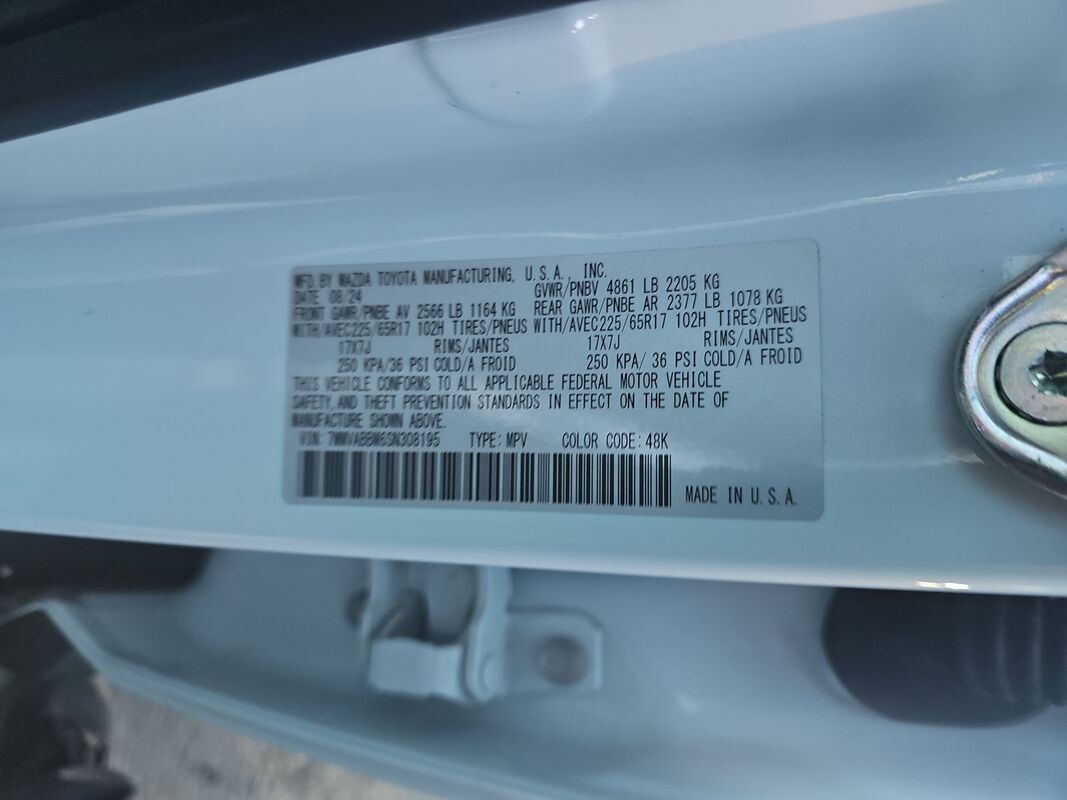 MFD.BY MAZDA TOYOTA MANUFACTURING, U.S.A., INC.
DATE 08/24 GVWR/PNBV 4861 LB 2205 KG
FRONT GAWR/PNBE AV 2566 LB 1164 KG REAR GAWR/PNBE AR 2377 LB 1078 KG
WITH/AVEC225/65R17 102H TIRES/PNEUS WITH/AVEC225/65R17 102H TIRES/PNEUS
17X7J RIMS/JANTES 17X7J RIMS/JANTES
250 KPA/36 PSI COLD/A FROID 250 KPA/ 36 PSI COLD/A FROID
THIS VEHICLE CONFORMS TO ALL APPLICABLE FEDERAL MOTOR VEHICLE
SAFETY, AND THEFT PREVENTION STANDARDS IN EFFECT ON THE DATE OF
MANUFACTURE SHOWN ABOVE.
VIN: 7MMVABBW6SN308195 TYPE: MPV COLOR CODE: 48K
MADE IN U.S.A.